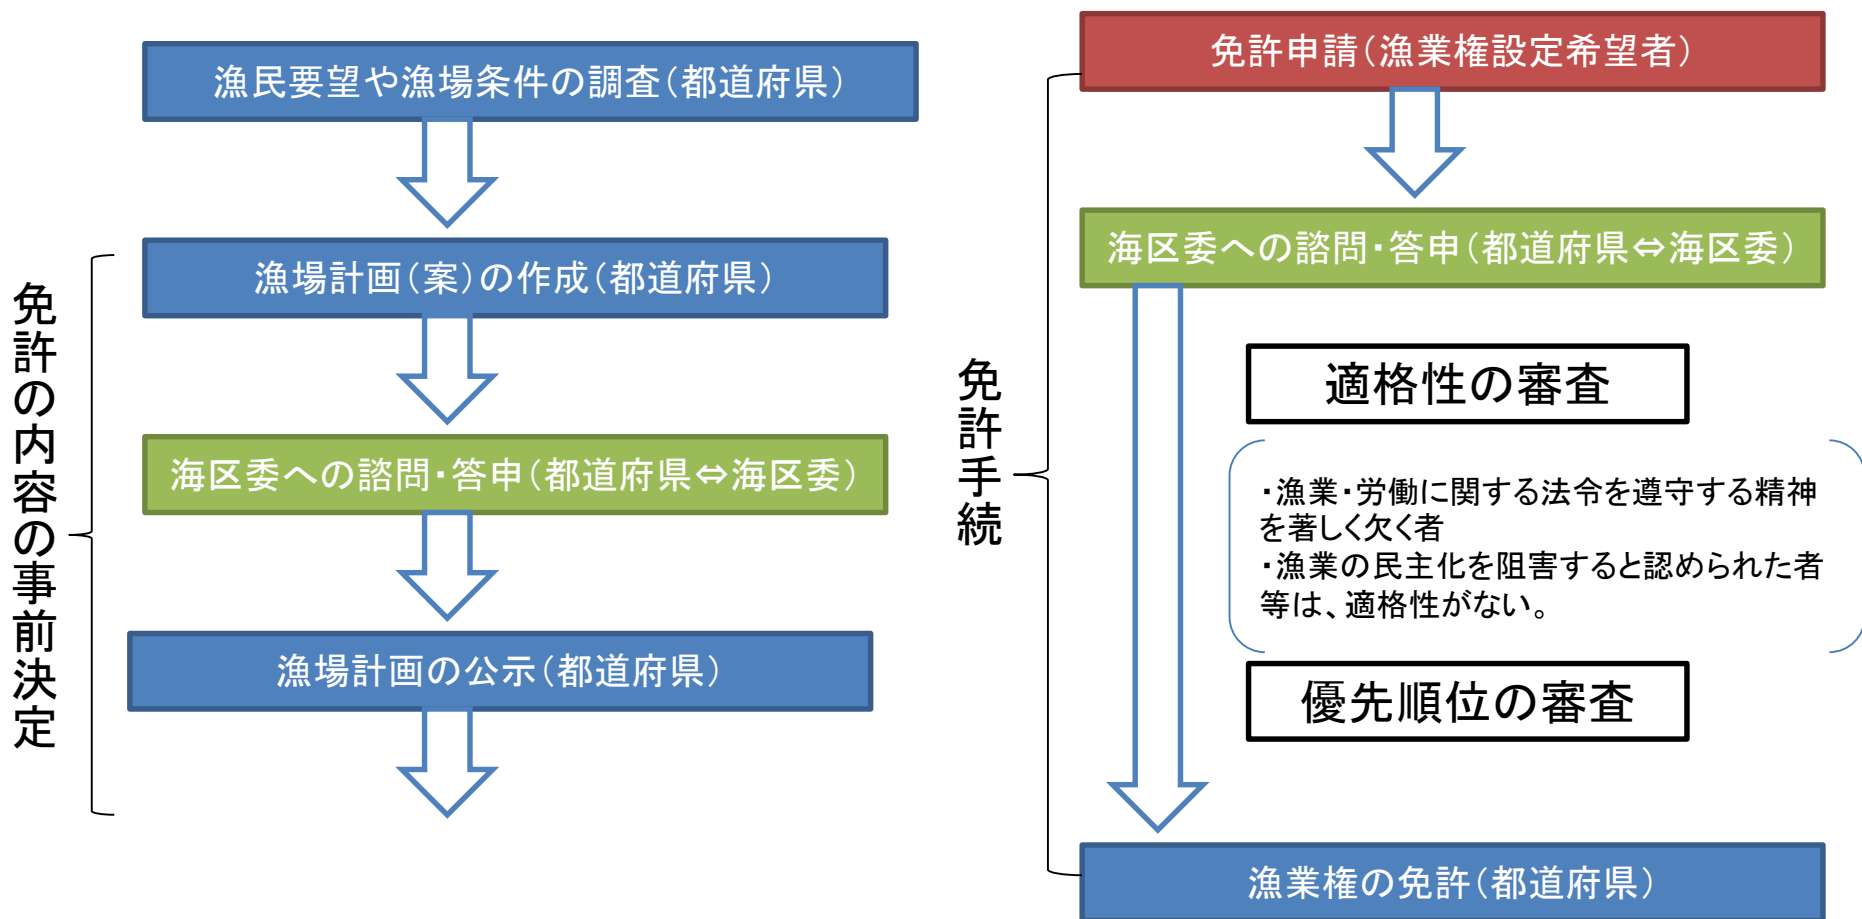 免許の内容の事前決定
漁民要望や漁場条件の調査（都道府県）
漁場計画（案）の作成（都道府県）
海区委への諮問・答申（都道府県⇔海区委）
漁場計画の公示（都道府県）
免許手続
免許申請（漁業権設定希望者）
海区委への諮問・答申（都道府県⇔海区委）
適格性の審査
・漁業・労働に関する法令を遵守する精神
を著しく欠く者
・漁業の民主化を阻害すると認められた者
等は、適格性がない。
優先順位の審査
漁業権の免許（都道府県）